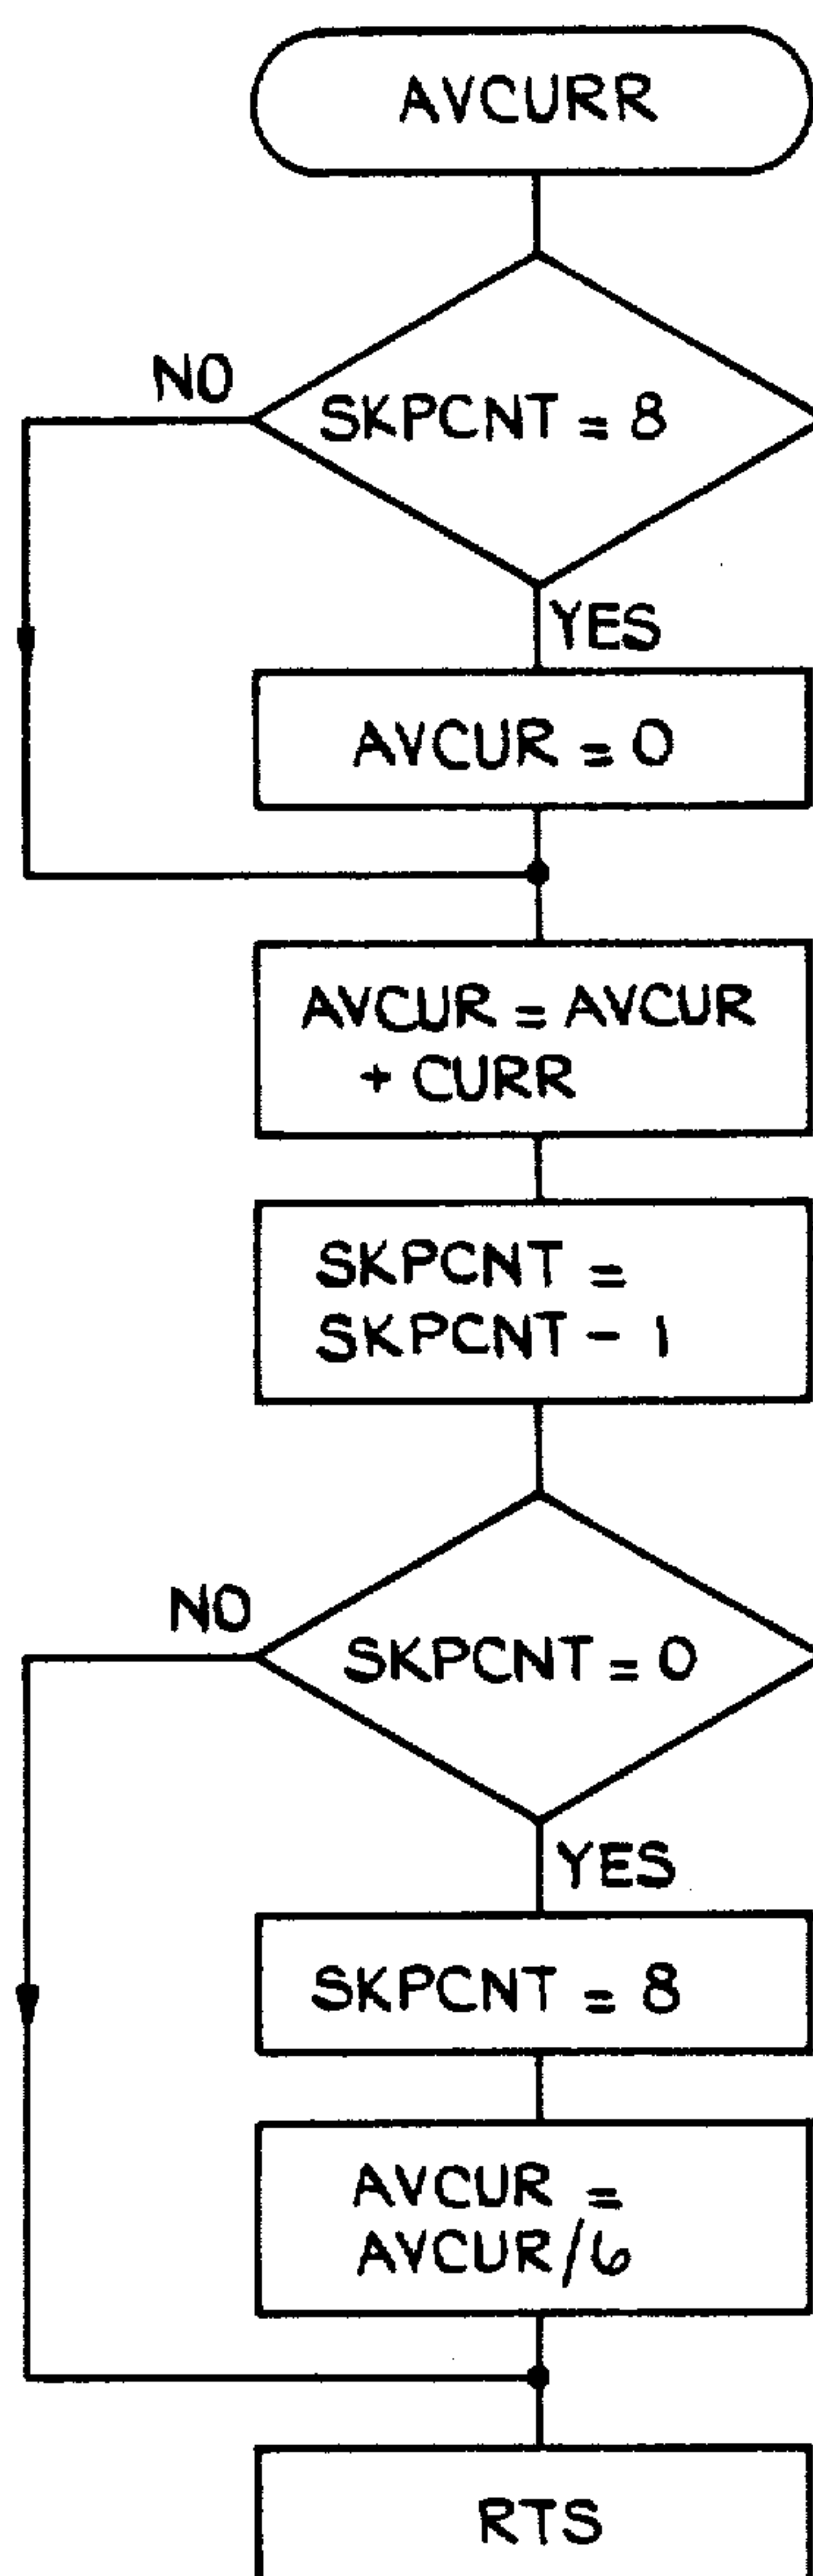 AVCURR
NO
SKPCNT = 8
YES
AVCUR = 0
AVCUR = AVCUR
+ CURR
SKPCNT =
SKPCNT - 1
NO
SKPCNT = 0
YES
SKPCNT = 8
AVCUR =
AVCUR/6
RTS